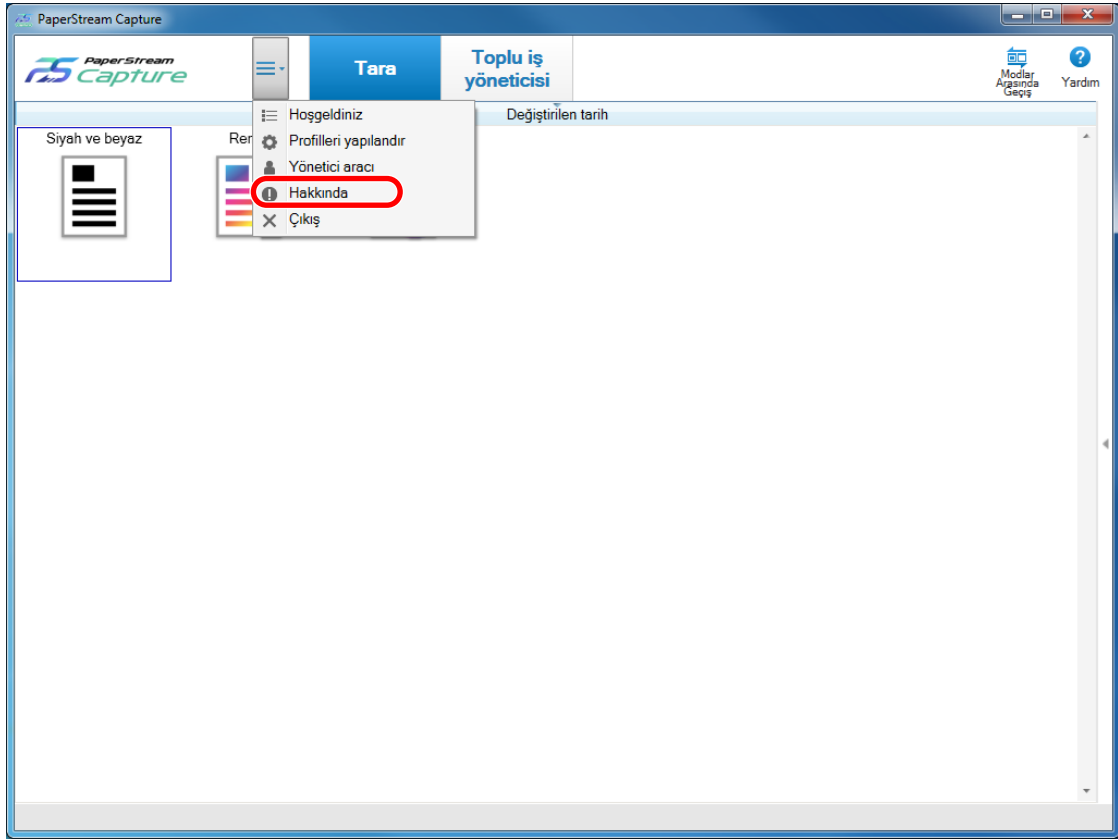 PaperStream Capture
PaperStream
Capture
Tara
Toplu iş
yöneticisi
Modlar
Arasında
Geçiş
Yardım
Değiştirilen tarih
Hoşgeldiniz
Profilleri yapılandır
Yönetici aracı
Hakkında
Çıkış
Siyah ve beyaz